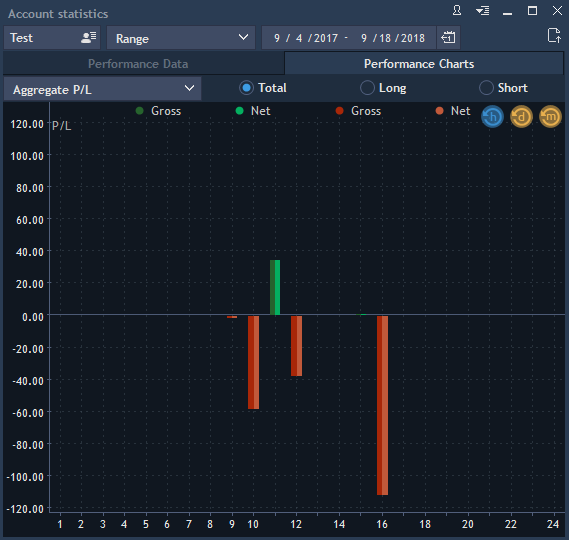 Account statistics
Test Range 9 / 4 /2017 - 9 /18/2018 1
Performance Data Performance Charts
Aggregate P/L Total Long Short
Gross Net Gross Net h d m
P/L
120.00
100.00
80.00
60.00
40.00
20.00
0.00
-20.00
-40.00
-60.00
-80.00
-100.00
-120.00
1 2 3 4 5 6 7 8 9 10 12 14 16 18 20 22 24